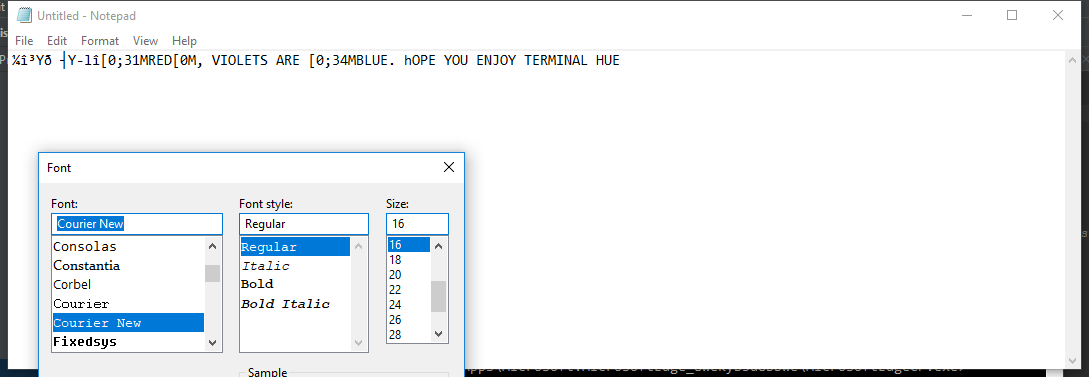 Untitled - Notepad
File Edit Format View Help
¼î³Yð ┤Y-lî[0;31MRED[0M, VIOLETS ARE [0;34MBLUE. hOPE YOU ENJOY TERMINAL HUE
Font
Font: Font style: Size:
Courier New Regular 16
Consolas Regular 16
Constantia Italic 18
Corbel Bold 20
Courier Bold Italic 22
Courier New 24
Fixedsys 26
28
Sample